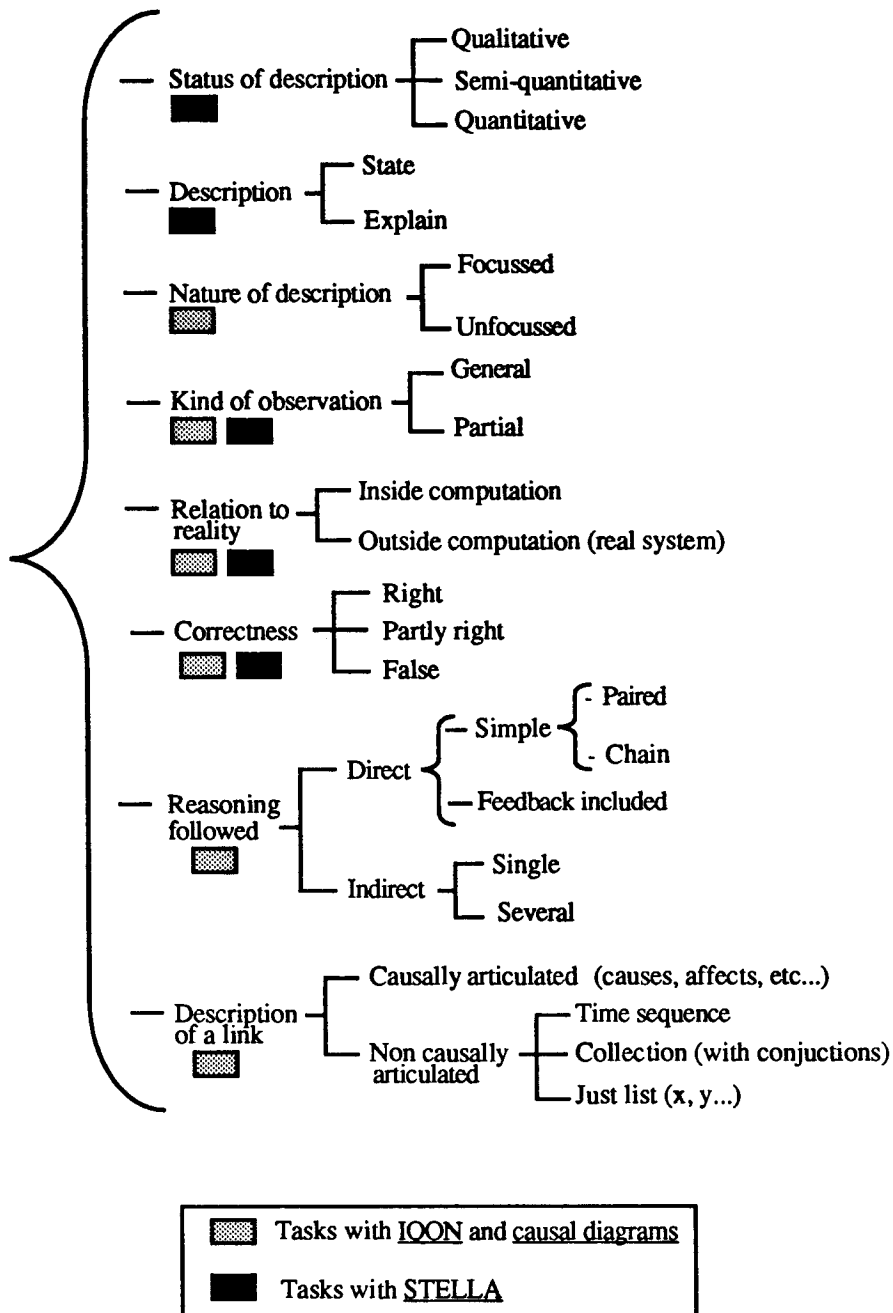 Qualitative
Status of description
Semi-quantitative
Quantitative
State
Description
Explain
Focussed
Nature of description
Unfocussed
General
Kind of observation
Partial
Inside computation
Relation to
reality
Outside computation (real system)
Right
Correctness
Partly right
False
- Paired
Simple
- Chain
Direct
Feedback included
Reasoning
followed
Single
Indirect
Several
Causally articulated (causes, affects, etc...)
Description
of a link
Time sequence
Non causally
articulated
Collection (with conjuctions)
Just list (x, y...)
Tasks with IQON and causal diagrams
Tasks with STELLA